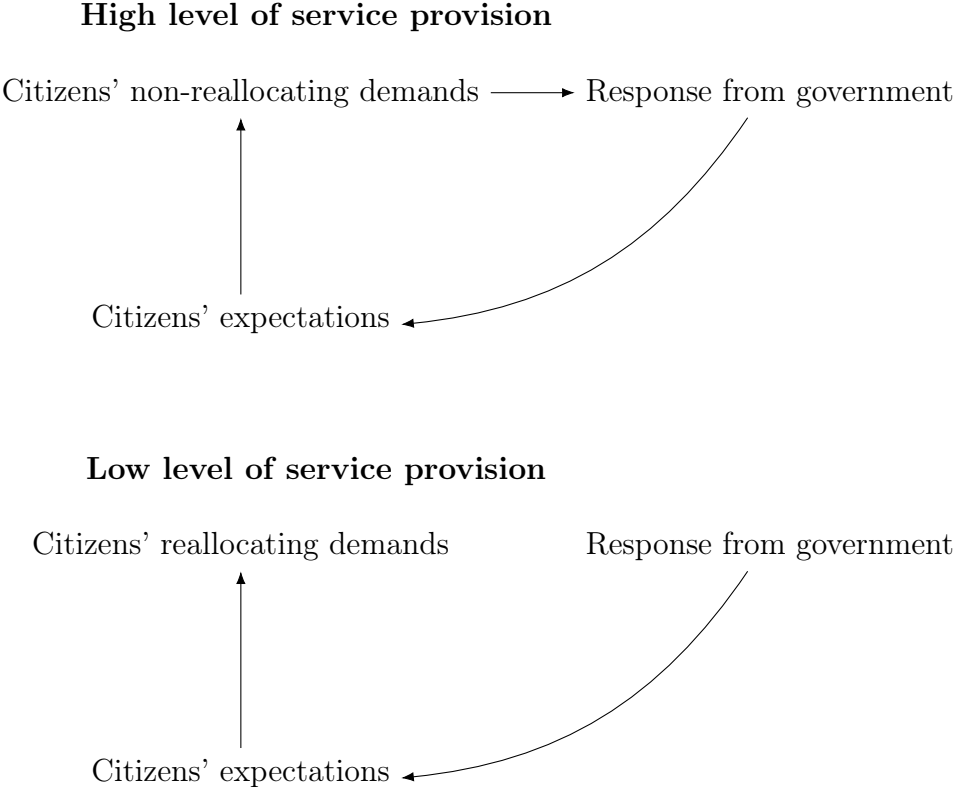 High level of service provision
Citizens’ non-reallocating demands
Response from government
Citizens’ expectations
Low level of service provision
Citizens’ reallocating demands
Response from government
Citizens’ expectations